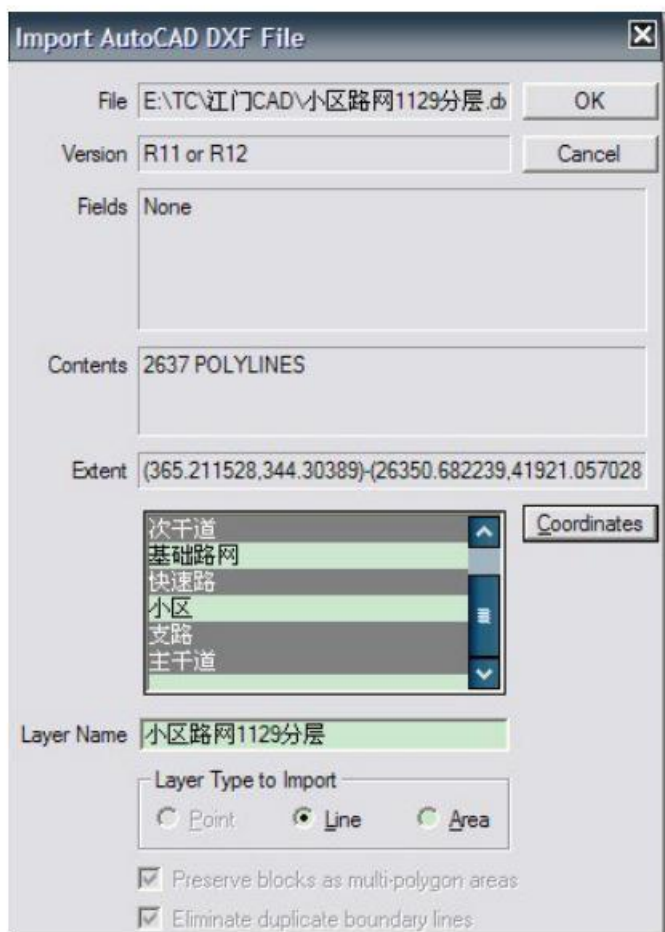 Import AutoCAD DXF File
File E:\TC\江门CAD\小区路网1129分层.dx OK
Version R11 or R12 Cancel
Fields None
Contents 2637 POLYLINES
Extent (365.211528,344.30389)-(26350.682239,41921.057028
次干道 Coordinates
基础路网
快速路
小区
支路
主干道
Layer Name 小区路网1129分层
Layer Type to Import
Point Line Area
Preserve blocks as multi-polygon areas
Eliminate duplicate boundary lines